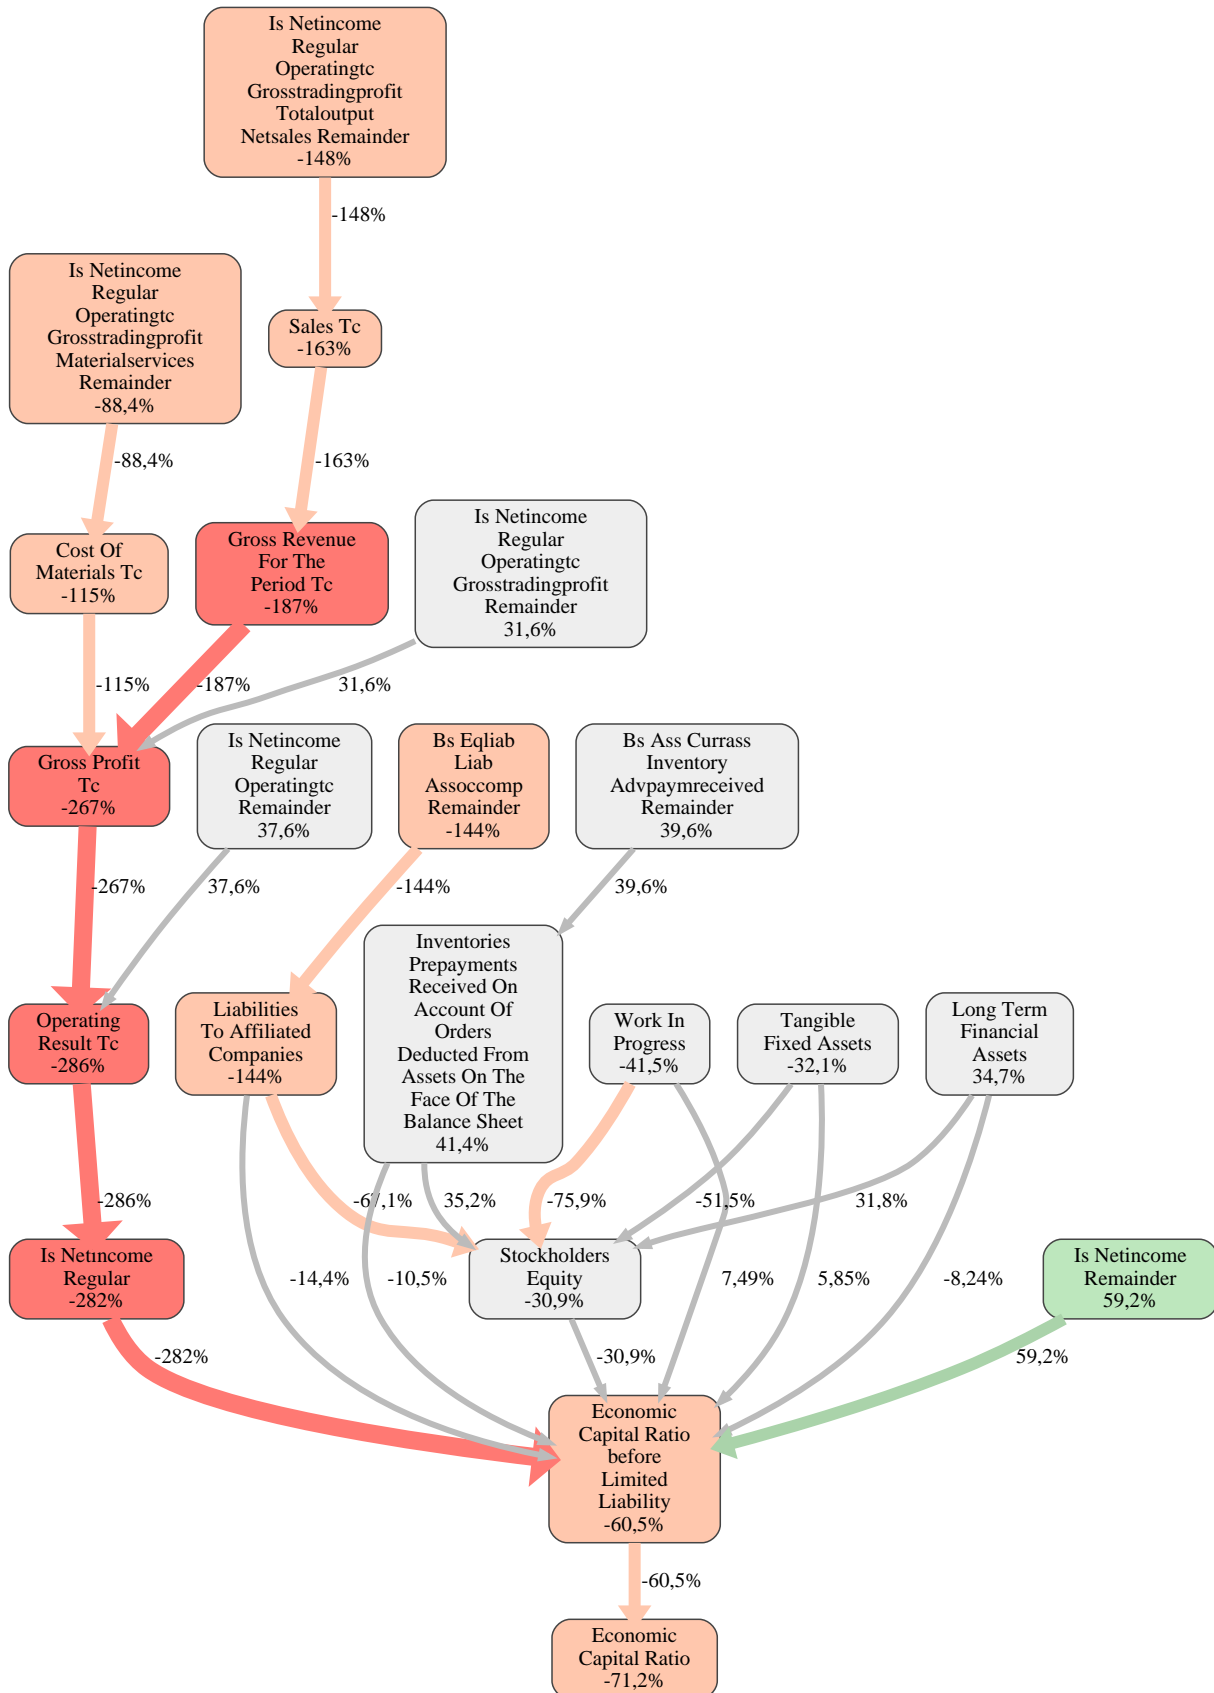 Is Netincome
Regular
Operatingtc
Grosstradingprofit
Totaloutput
Netsales Remainder
-148%
-148%
Is Netincome
Regular
Operatingtc
Grosstradingprofit
Materialservices
Remainder
-88,4%
Sales Tc
-163%
-88,4%
-163%
Cost Of
Materials Tc
-115%
Gross Revenue
For The
Period Tc
-187%
Is Netincome
Regular
Operatingtc
Grosstradingprofit
Remainder
31,6%
-115%
-187%
31,6%
Gross Profit
Tc
-267%
Is Netincome
Regular
Operatingtc
Remainder
37,6%
Bs Eqliab
Liab
Assoccomp
Remainder
-144%
Bs Ass Currass
Inventory
Advpaymreceived
Remainder
39,6%
-267%
37,6%
-144%
39,6%
Operating
Result Tc
-286%
Liabilities
To Affiliated
Companies
-144%
Inventories
Prepayments
Received On
Account Of
Orders
Deducted From
Assets On The
Face Of The
Balance Sheet
41,4%
Work In
Progress
-41,5%
Tangible
Fixed Assets
-32,1%
Long Term
Financial
Assets
34,7%
-286%
-67,1%
35,2%
-75,9%
-51,5%
31,8%
Is Netincome
Regular
-282%
-14,4%
-10,5%
Stockholders
Equity
-30,9%
7,49%
5,85%
-8,24%
Is Netincome
Remainder
59,2%
-282%
-30,9%
59,2%
Economic
Capital Ratio
before
Limited
Liability
-60,5%
-60,5%
Economic
Capital Ratio
-71,2%